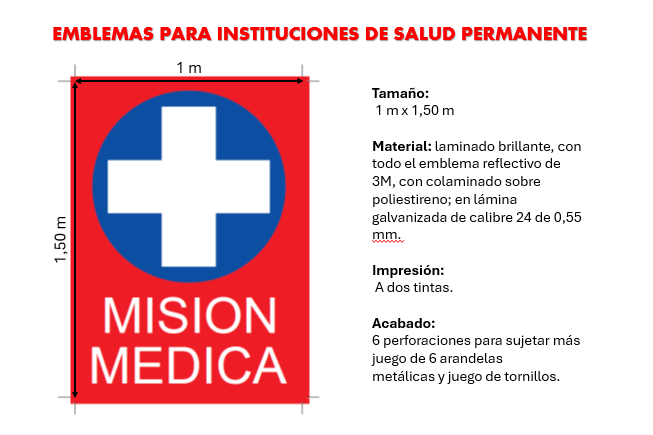 EMBLEMAS PARA INSTITUCIONES DE SALUD PERMANENTE
1 m
1,50 m
MISION
MEDICA
Tamaño:
1 m x 1,50 m
Material: laminado brillante, con
todo el emblema reflectivo de
3M, con colaminado sobre
poliestireno; en lámina
galvanizada de calibre 24 de 0,55
mm.
Impresión:
A dos tintas.
Acabado:
6 perforaciones para sujetar más
juego de 6 arandelas
metálicas y juego de tornillos.